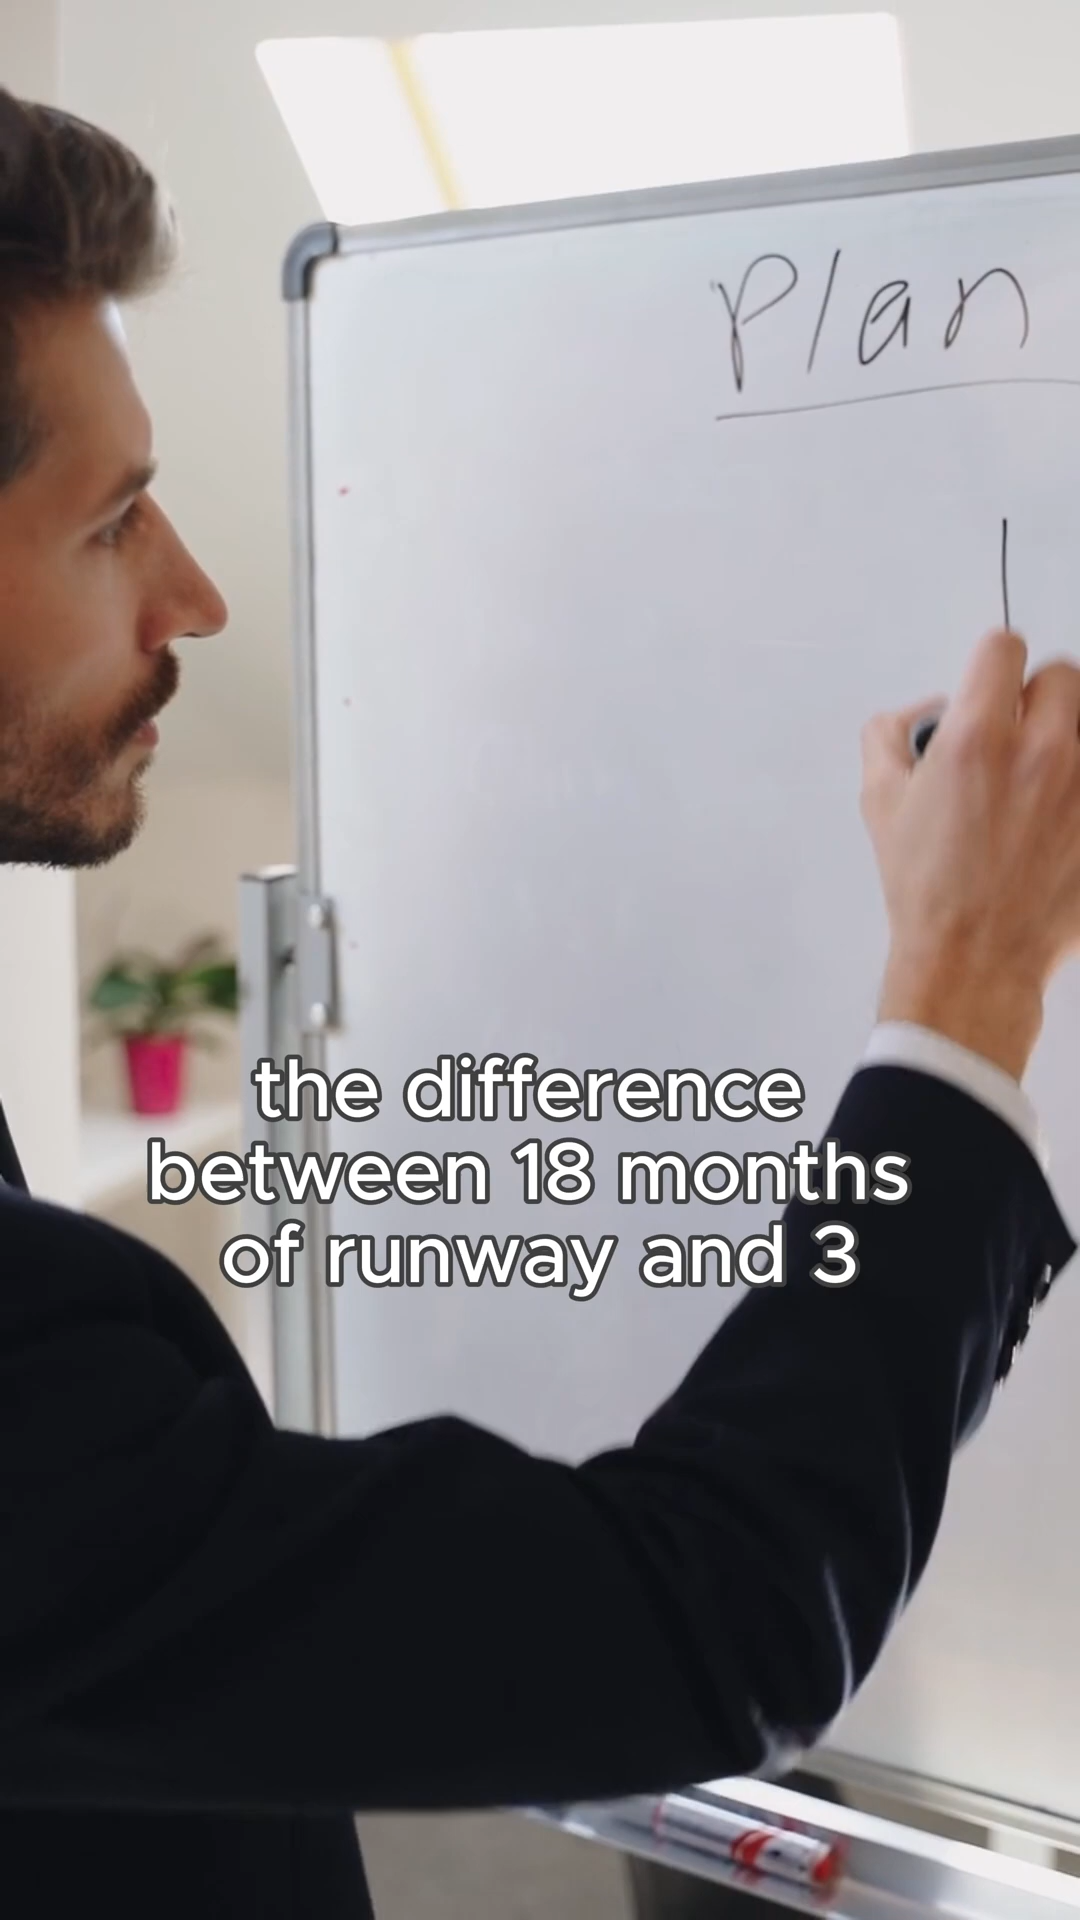 Plan
the difference
between 18 months
of runway and 3